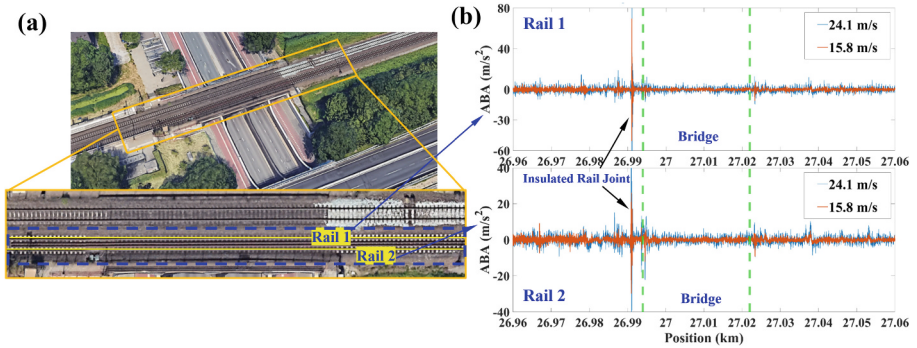 (a)
Rail 1
Rail 2
(b)
Rail 1
24.1 m/s
15.8 m/s
ABA (m/s²)
80
40
0
-30
-60
Bridge
26.96 26.97 26.98 26.99 27 27.01 27.02 27.03 27.04 27.05 27.06
Insulated Rail Joint
24.1 m/s
15.8 m/s
ABA (m/s²)
40
20
0
-20
-40
Rail 2
Bridge
26.96 26.97 26.98 26.99 27 27.01 27.02 27.03 27.04 27.05 27.06
Position (km)